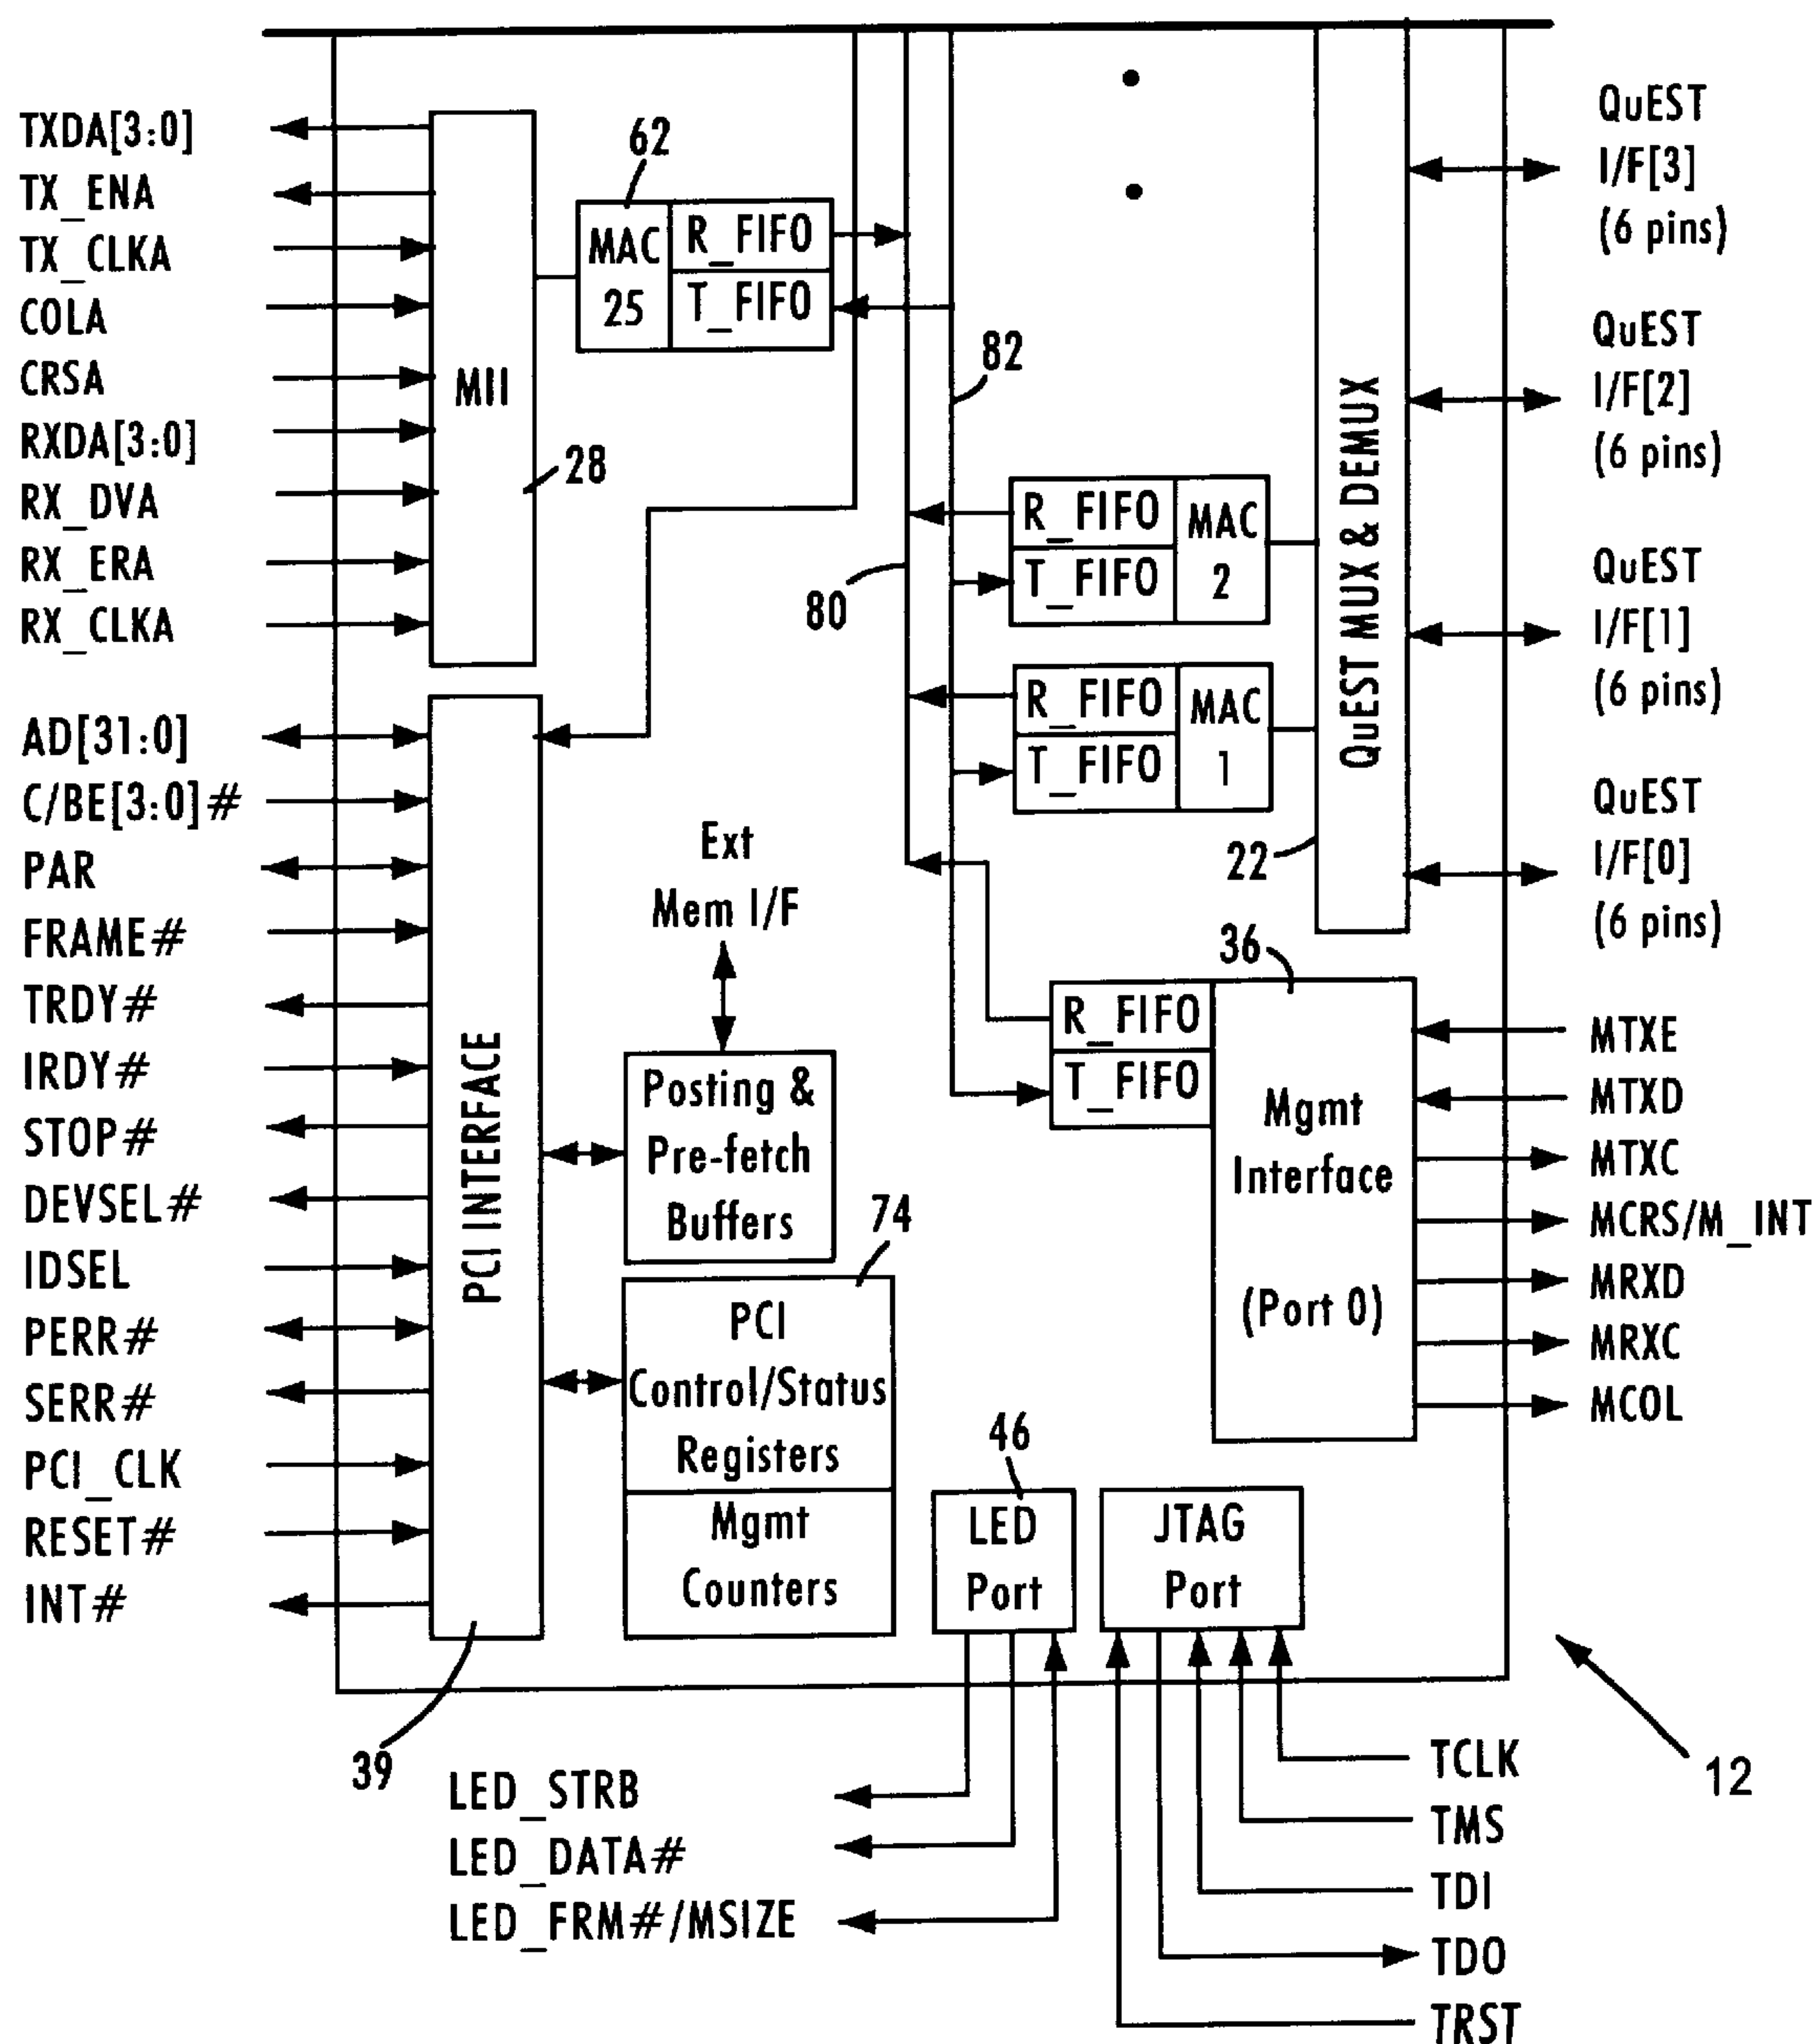 TXDA[3:0]
TX_ENA
TX_CLKA
COLA
CRSA
RXDA[3:0]
RX_DVA
RX_ERA
RX_CLKA
MII
28
62
MAC
25
R_FIFO
T_FIFO
82
80
R_FIFO
T_FIFO
MAC
2
R_FIFO
T_FIFO
MAC
1
QuEST MUX & DEMUX
22
QuEST
I/F[3]
(6 pins)
QuEST
I/F[2]
(6 pins)
QuEST
I/F[1]
(6 pins)
QuEST
I/F[0]
(6 pins)
AD[31:0]
C/BE[3:0]#
PAR
FRAME#
TRDY#
IRDY#
STOP#
DEVSEL#
IDSEL
PERR#
SERR#
PCI_CLK
RESET#
INT#
PCI INTERFACE
39
Ext
Mem I/F
Posting &
Pre-fetch
Buffers
74
PCI
Control/Status
Registers
Mgmt
Counters
36
R_FIFO
T_FIFO
Mgmt
Interface
(Port 0)
MTXE
MTXD
MTXC
MCRS/M_INT
MRXD
MRXC
MCOL
46
LED
Port
JTAG
Port
LED_STRB
LED_DATA#
LED_FRM#/MSIZE
TCLK
TMS
TDI
TDO
TRST
12